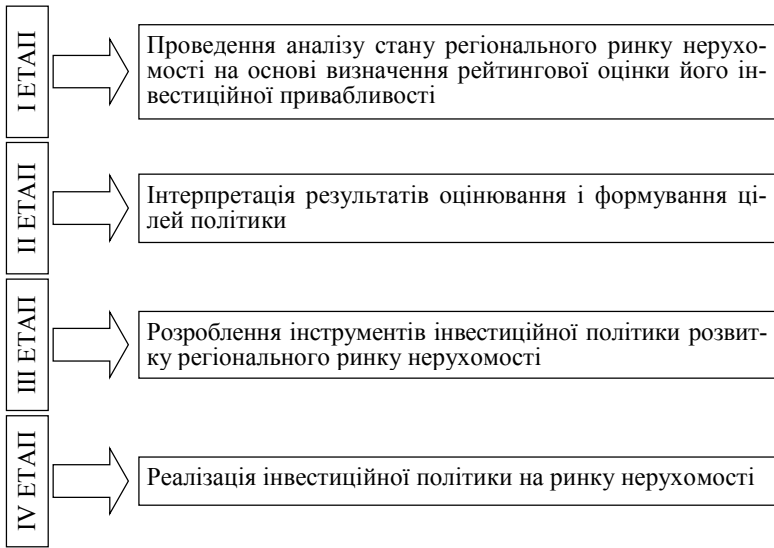 І ЕТАП
Проведення аналізу стану регіонального ринку нерухо-
мості на основі визначення рейтингової оцінки його ін-
вестиційної привабливості
ІІ ЕТАП
Інтерпретація результатів оцінювання і формування ці-
лей політики
ІІІ ЕТАП
Розроблення інструментів інвестиційної політики розвит-
ку регіонального ринку нерухомості
IV ЕТАП
Реалізація інвестиційної політики на ринку нерухомості